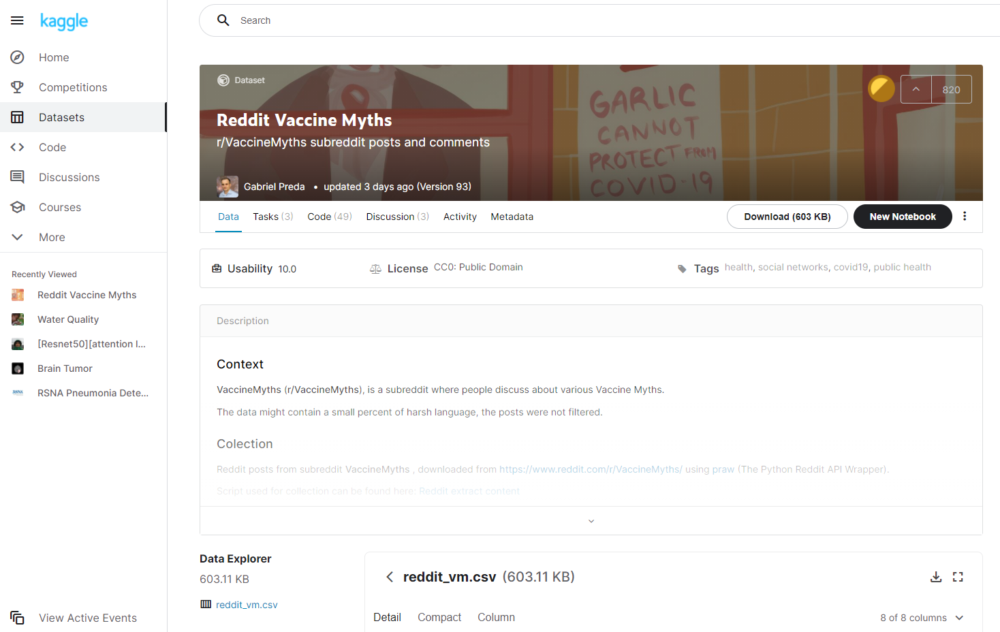 kaggle
Search
Home
Competitions
Datasets
Code
Discussions
Courses
More
Recently Viewed
Reddit Vaccine Myths
Water Quality
[Resnet50][attention l...
Brain Tumor
RSNA Pneumonia Dete...
View Active Events
Dataset
820
Reddit Vaccine Myths
r/VaccineMyths subreddit posts and comments
Gabriel Preda • updated 3 days ago (Version 93)
GARLIC
CANNOT
PROTECT FROM
COVID-19
Data Tasks (3) Code (49) Discussion (3) Activity Metadata Download (603 KB) New Notebook
Usability 10.0 License CC0: Public Domain Tags health, social networks, covid19, public health
Description
Context
VaccineMyths (r/VaccineMyths), is a subreddit where people discuss about various Vaccine Myths.
The data might contain a small percent of harsh language, the posts were not filtered.
Colection
Reddit posts from subreddit VaccineMyths , downloaded from https://www.reddit.com/r/VaccineMyths/ using praw (The Python Reddit API Wrapper).
Script used for collection can be found here: Reddit extract content
Data Explorer
603.11 KB
reddit_vm.csv
reddit_vm.csv (603.11 KB)
Detail Compact Column 8 of 8 columns